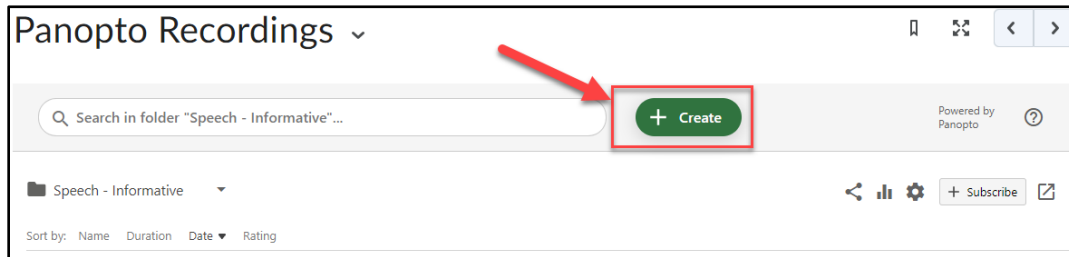 Panopto Recordings
Search in folder "Speech - Informative"...
+ Create
Powered by
Panopto
Speech - Informative
+ Subscribe
Sort by: Name Duration Date Rating